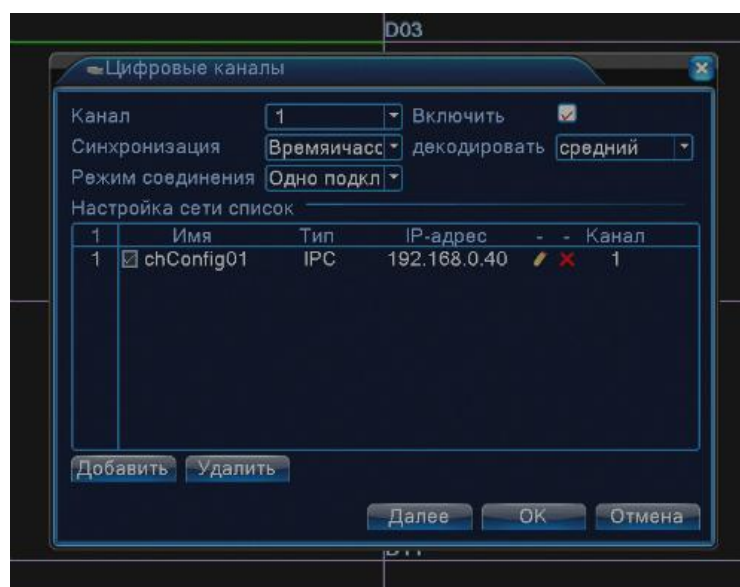 D03
Цифровые каналы
Канал 1 Включить
Синхронизация Времяичасс декодировать средний
Режим соединения Одно подкл
Настройка сети список
1 Имя Тип IP-адрес - - Канал
1 chConfig01 IPC 192.168.0.40 1
Добавить Удалить
Далее OK Отмена